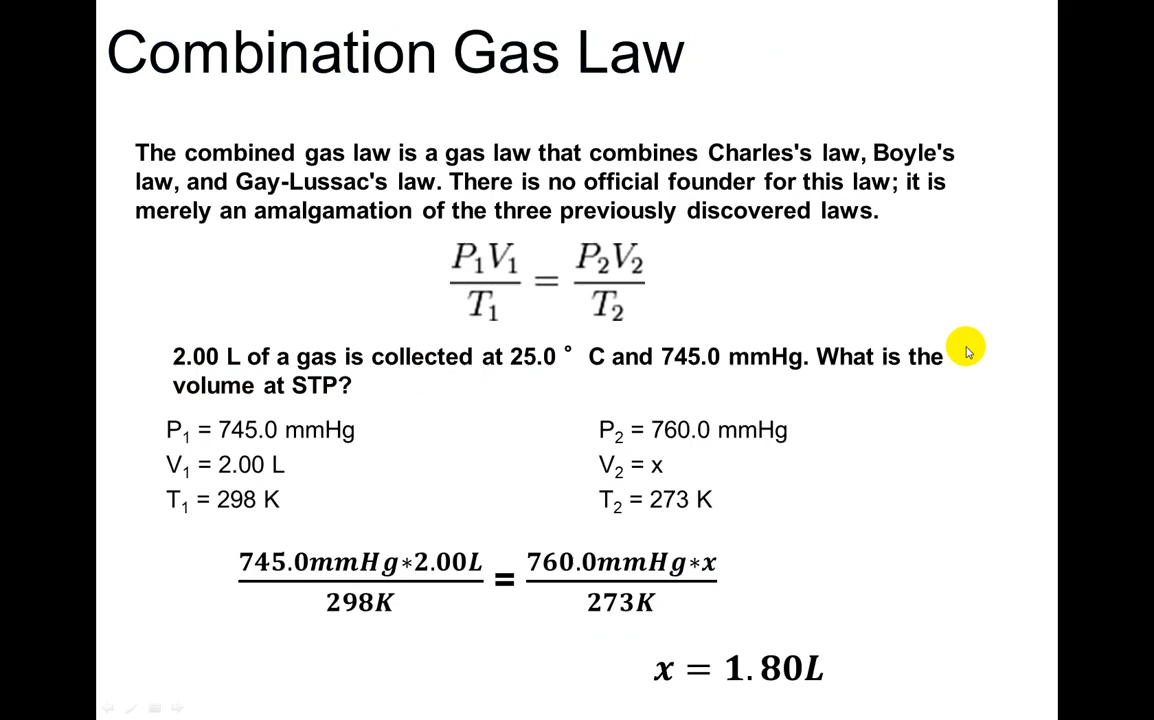 Combination Gas Law
The combined gas law is a gas law that combines Charles's law, Boyle's
law, and Gay-Lussac's law. There is no official founder for this law; it is
merely an amalgamation of the three previously discovered laws.
P₁V₁/T₁ = P₂V₂/T₂
2.00 L of a gas is collected at 25.0 ° C and 745.0 mmHg. What is the
volume at STP?
P₁ = 745.0 mmHg
V₁ = 2.00 L
T₁ = 298 K
P₂ = 760.0 mmHg
V₂ = x
T₂ = 273 K
745.0mmHg*2.00L/298K = 760.0mmHg*x/273K
x = 1.80L